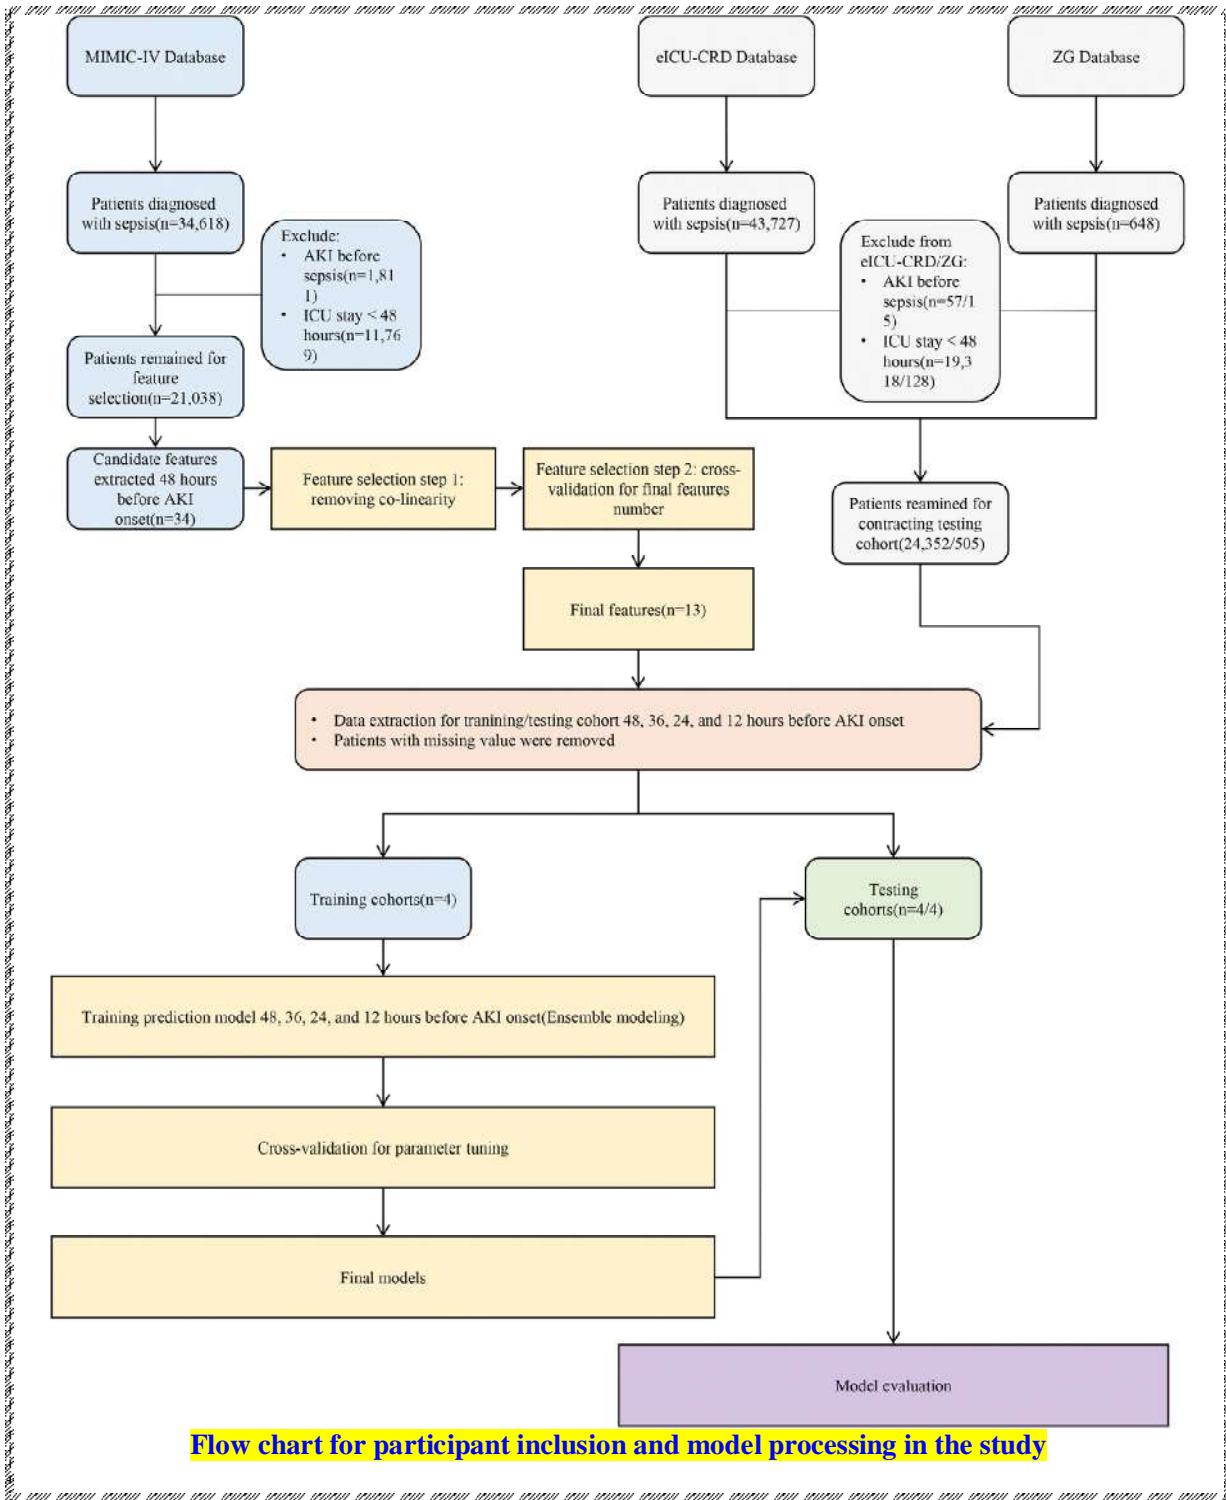 MIMIC-IV Database
eICU-CRD Database
ZG Database
Patients diagnosed
with sepsis(n=34,618)
Patients diagnosed
with sepsis(n=43,727)
Patients diagnosed
with sepsis(n=648)
Exclude:
• AKI before
sepsis(n=1,81
1)
• ICU stay < 48
hours(n=11,76
9)
Exclude from
eICU-CRD/ZG:
• AKI before
sepsis(n=57/1
5)
• ICU stay < 48
hours(n=19,3
18/128)
Patients remained for
feature
selection(n=21,038)
Candidate features
extracted 48 hours
before AKI
onset(n=34)
Feature selection step 1:
removing co-linearity
Feature selection step 2: cross-
validation for final features
number
Patients reamined for
contracting testing
cohort(24,352/505)
Final features(n=13)
• Data extraction for tranining/testing cohort 48, 36, 24, and 12 hours before AKI onset
• Patients with missing value were removed
Training cohorts(n=4)
Testing
cohorts(n=4/4)
Training prediction model 48, 36, 24, and 12 hours before AKI onset(Ensemble modeling)
Cross-validation for parameter tuning
Final models
Model evaluation
Flow chart for participant inclusion and model processing in the study